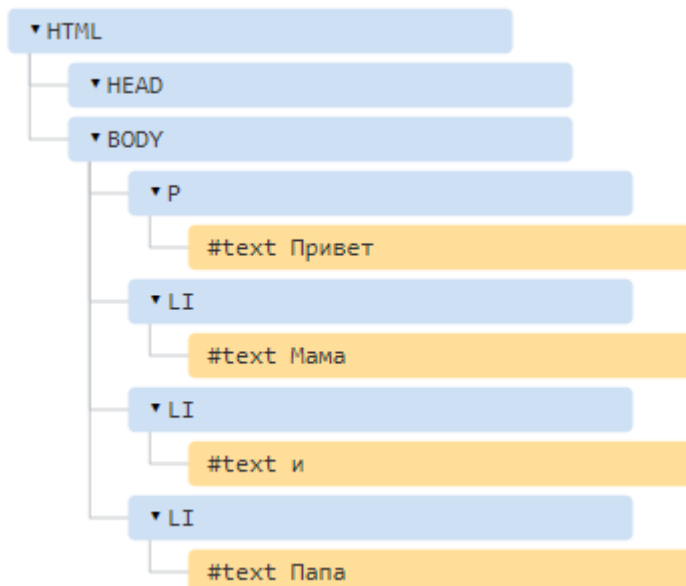 HTML
HEAD
BODY
P
#text Привет
LI
#text Мама
LI
#text и
LI
#text Папа